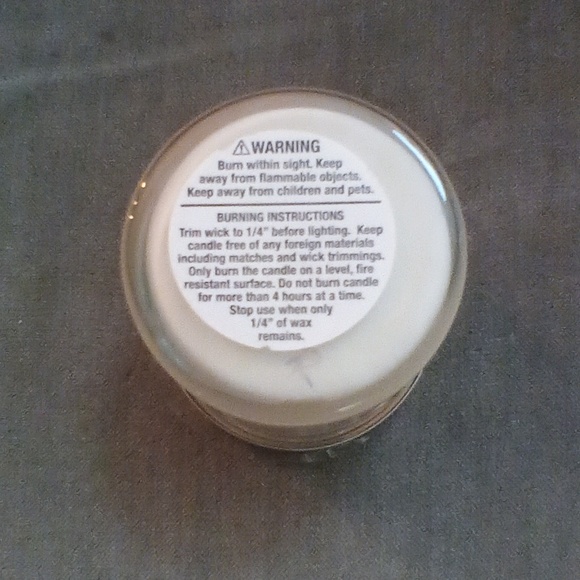 ⚠WARNING
Burn within sight. Keep
away from flammable objects.
Keep away from children and pets.
BURNING INSTRUCTIONS
Trim wick to 1/4" before lighting. Keep
candle free of any foreign materials
including matches and wick trimmings.
Only burn the candle on a level, fire
resistant surface. Do not burn candle
for more than 4 hours at a time.
Stop use when only
1/4" of wax
remains.